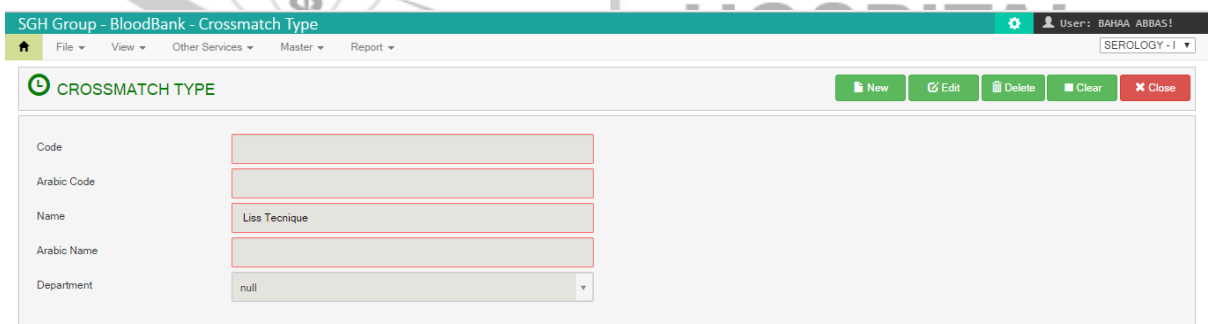 HOSPITAL
SGH Group - BloodBank - Crossmatch Type User: BAHAA ABBAS!
File View Other Services Master Report SEROLOGY - I
CROSSMATCH TYPE New Edit Delete Clear Close
Code
Arabic Code
Name Liss Tecnique
Arabic Name
Department null